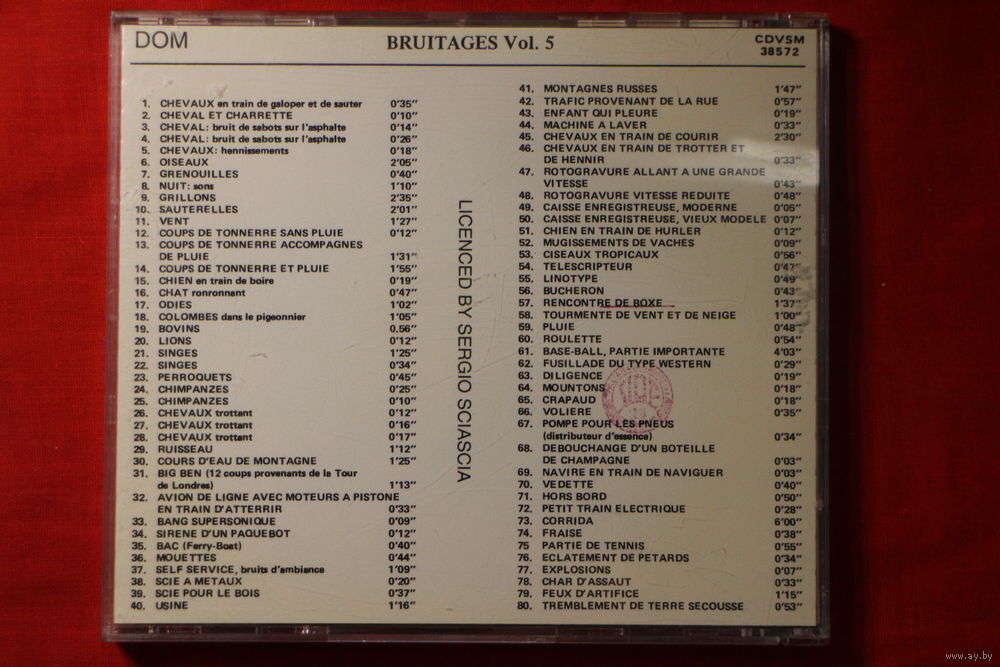 DOM
BRUITAGES Vol. 5
CDVSM
38572
1. CHEVAUX en train de galoper et de sauter 0'35"
2. CHEVAL ET CHARRETTE 0'10"
3. CHEVAL: bruit de sabots sur l'asphalte 0'14"
4. CHEVAL: bruit de sabots sur l'asphalte 0'26"
5. CHEVAUX: hennissements 0'18"
6. OISEAUX 2'05"
7. GRENOUILLES 0'40"
8. NUIT: sons 1'10"
9. GRILLONS 2'35"
10. SAUTERELLES 2'01"
11. VENT 1'27"
12. COUPS DE TONNERRE SANS PLUIE 0'12"
13. COUPS DE TONNERRE ACCOMPAGNES
DE PLUIE 1'31"
14. COUPS DE TONNERRE ET PLUIE 1'55"
15. CHIEN en train de boire 0'19"
16. CHAT ronronnant 0'47"
17. ODIES 1'02"
18. COLOMBES dans le pigeonnier 1'05"
19. BOVINS 0.56"
20. LIONS 0'12"
21. SINGES 1'25"
22. SINGES 0'34"
23. PERROQUETS 0'45"
24. CHIMPANZES 0'25"
25. CHIMPANZES 0'10"
26. CHEVAUX trottant 0'12"
27. CHEVAUX trottant 0'16"
28. CHEVAUX trottant 0'17"
29. RUISSEAU 1'12"
30. COURS D'EAU DE MONTAGNE 1'25"
31. BIG BEN (12 coups provenants de la Tour
de Londres) 1'13"
32. AVION DE LIGNE AVEC MOTEURS A PISTONE
EN TRAIN D'ATTERRIR 0'33"
33. BANG SUPERSONIQUE 0'09"
34. SIRENE D'UN PAQUEBOT 0'12"
35. BAC (Ferry-Boat) 0'40"
36. MOUETTES 0'44"
37. SELF SERVICE, bruits d'ambiance 1'09"
38. SCIE A METAUX 0'20"
39. SCIE POUR LE BOIS 0'37"
40. USINE 1'16"
LICENCED BY SERGIO SCIASCIA
41. MONTAGNES RUSSES 1'47"
42. TRAFIC PROVENANT DE LA RUE 0'57"
43. ENFANT QUI PLEURE 0'19"
44. MACHINE A LAVER 0'33"
45. CHEVAUX EN TRAIN DE COURIR 2'30"
46. CHEVAUX EN TRAIN DE TROTTER ET
DE HENNIR 0'33"
47. ROTOGRAVURE ALLANT A UNE GRANDE
VITESSE 0'43"
48. ROTOGRAVURE VITESSE REDUITE 0'48"
49. CAISSE ENREGISTREUSE, MODERNE 0'05"
50. CAISSE ENREGISTREUSE, VIEUX MODELE 0'07"
51. CHIEN EN TRAIN DE HURLER 0'12"
52. MUGISSEMENTS DE VACHES 0'09"
53. CISEAUX TROPICAUX 0'56"
54. TELESCRIPTEUR 0'47"
55. LINOTYPE 0'49"
56. BUCHERON 0'43"
57. RENCONTRE DE BOXE 1'37"
58. TOURMENTE DE VENT ET DE NEIGE 1'00"
59. PLUIE 0'48"
60. ROULETTE 0'54"
61. BASE-BALL, PARTIE IMPORTANTE 4'03"
62. FUSILLADE DU TYPE WESTERN 0'29"
63. DILIGENCE 0'19"
64. MOUNTONS 0'18"
65. CRAPAUD 0'18"
66. VOLIERE 0'35"
67. POMPE POUR LES PNEUS
(distributeur d'essence) 0'34"
68. DEBOUCHANGE D'UN BOTEILLE
DE CHAMPAGNE 0'03"
69. NAVIRE EN TRAIN DE NAVIGUER 0'03"
70. VEDETTE 0'40"
71. HORS BORD 0'50"
72. PETIT TRAIN ELECTRIQUE 0'28"
73. CORRIDA 6'00"
74. FRAISE 0'38"
75 PARTIE DE TENNIS 0'55"
76. ECLATEMENT DE PETARDS 0'34"
77. EXPLOSIONS 0'07"
78. CHAR D'ASSAUT 0'33"
79. FEUX D'ARTIFICE 1'15"
80. TREMBLEMENT DE TERRE SECOUSSE 0'53"
www.ay.by